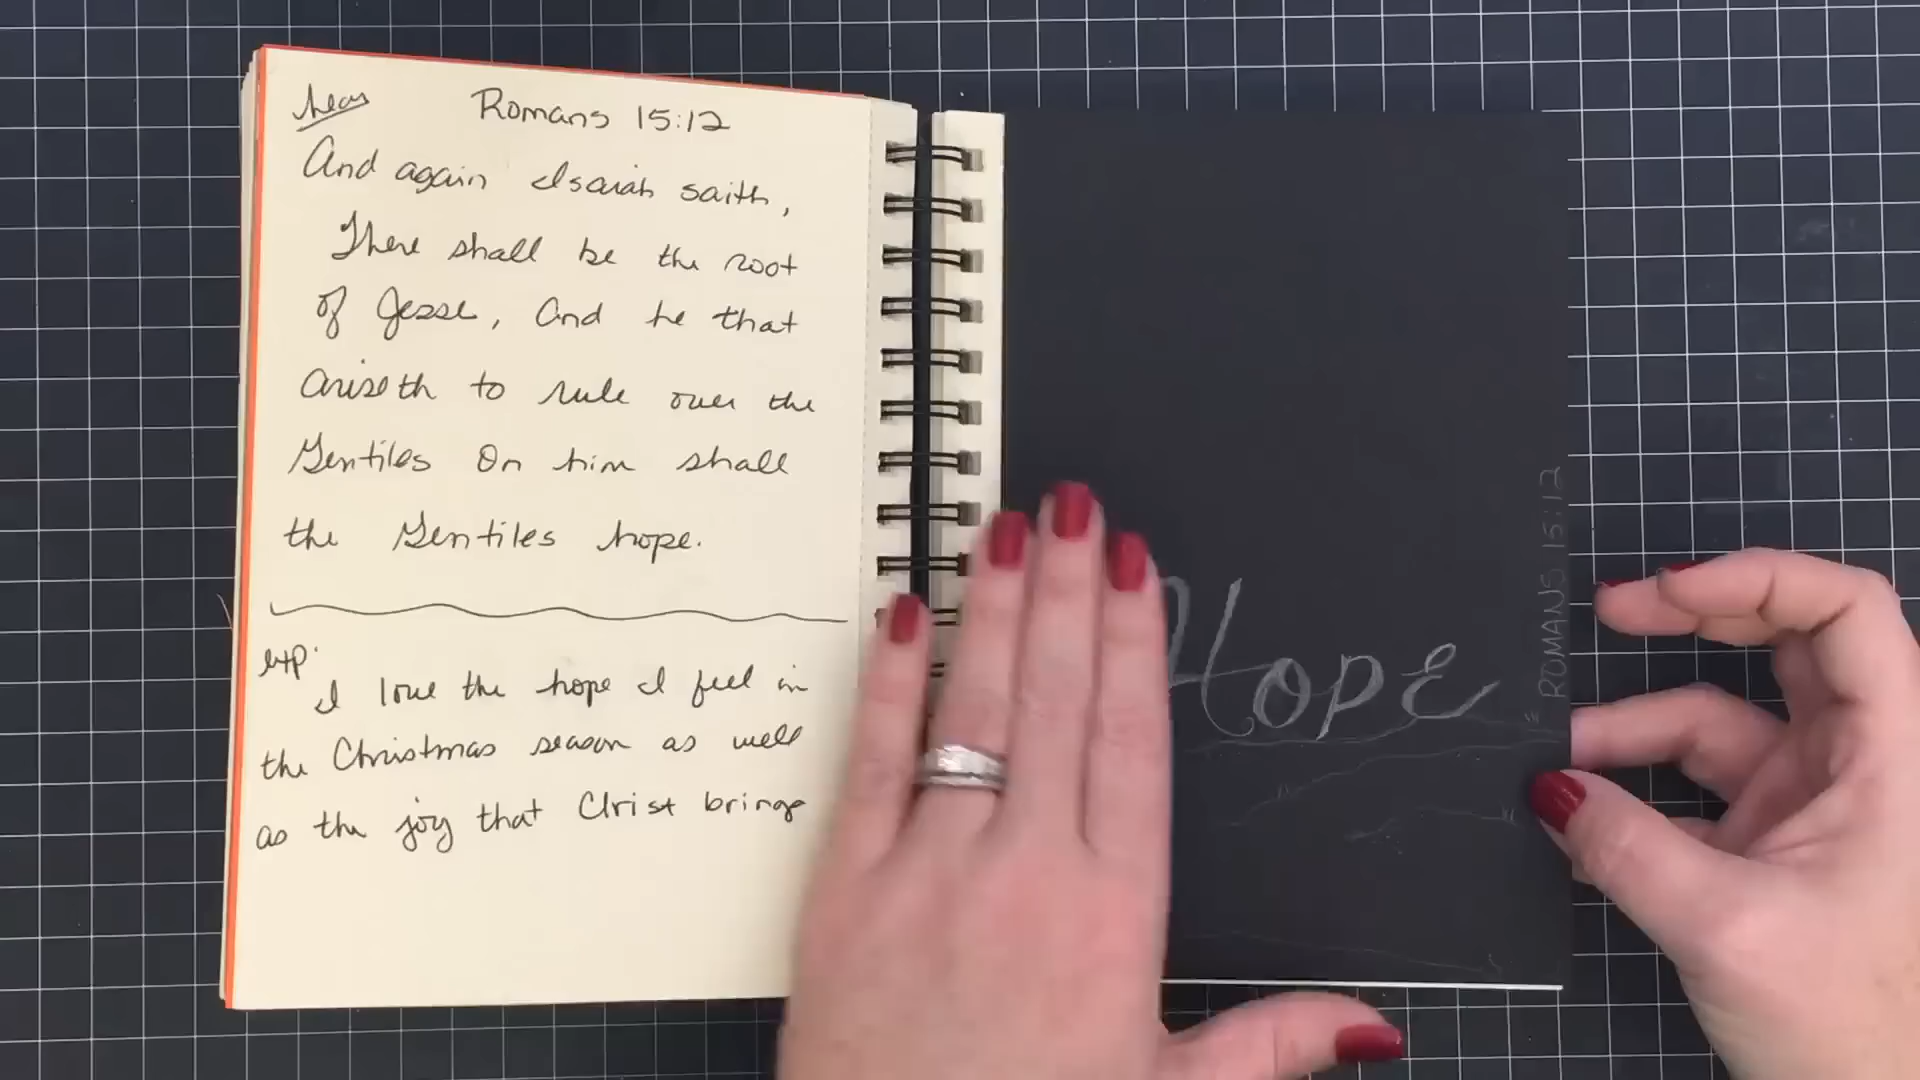 hear Romans 15:12
And again Isaiah saith,
There shall be the root
of Jesse, And he that
Ariseth to rule over the
Gentiles On him shall
the Gentiles hope.
exp.
I love the hope I feel in
the Christmas season as well
as the joy that Christ brings
Hope
ROMANS 15:12